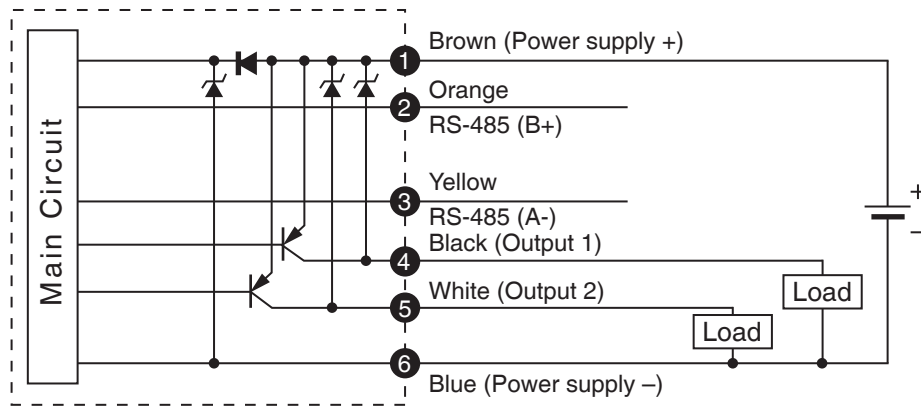 Main Circuit
1
Brown (Power supply +)
2
Orange
RS-485 (B+)
3
Yellow
RS-485 (A-)
4
Black (Output 1)
5
White (Output 2)
6
Blue (Power supply –)
Load
Load
+
–